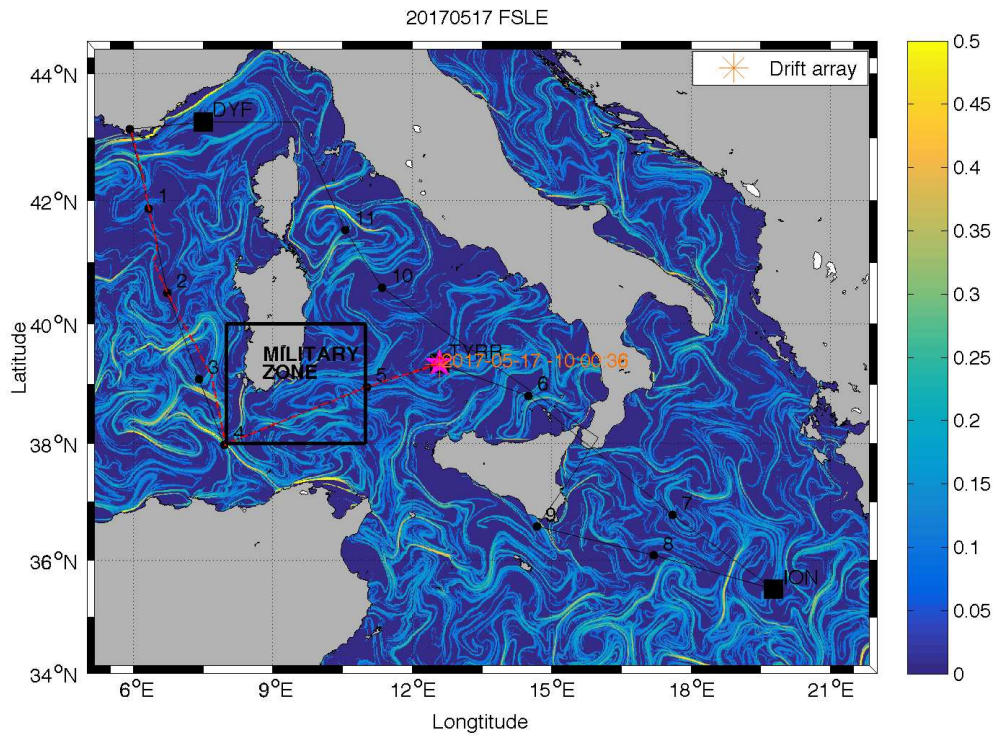 20170517 FSLE
Drift array
44°N
42°N
40°N
38°N
36°N
34°N
Latitude
6°E
9°E
12°E
15°E
18°E
21°E
Longtitude
0.5
0.45
0.4
0.35
0.3
0.25
0.2
0.15
0.1
0.05
0
DYF
1
2
3
4
MILITARY
ZONE
5
TYRR
2017-05-17 -10:00:36
6
7
8
9
ION
10
11